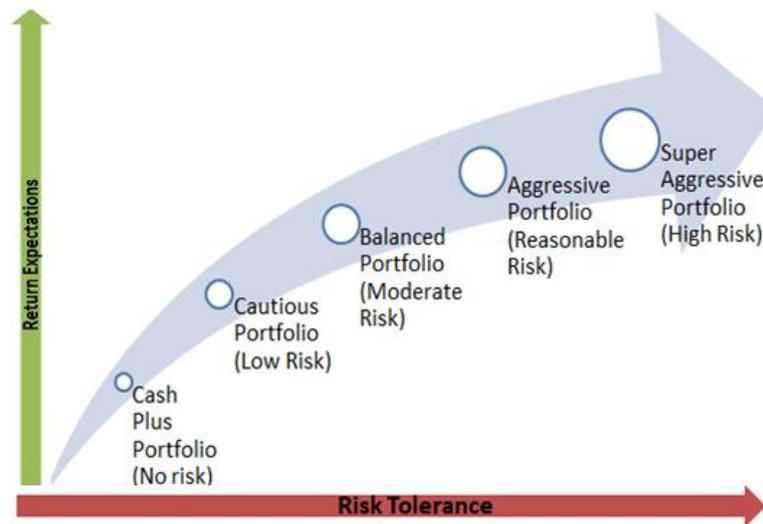 Return Expectations
Cash
Plus
Portfolio
(No risk)
Cautious
Portfolio
(Low Risk)
Balanced
Portfolio
(Moderate
Risk)
Aggressive
Portfolio
(Reasonable
Risk)
Super
Aggressive
Portfolio
(High Risk)
Risk Tolerance